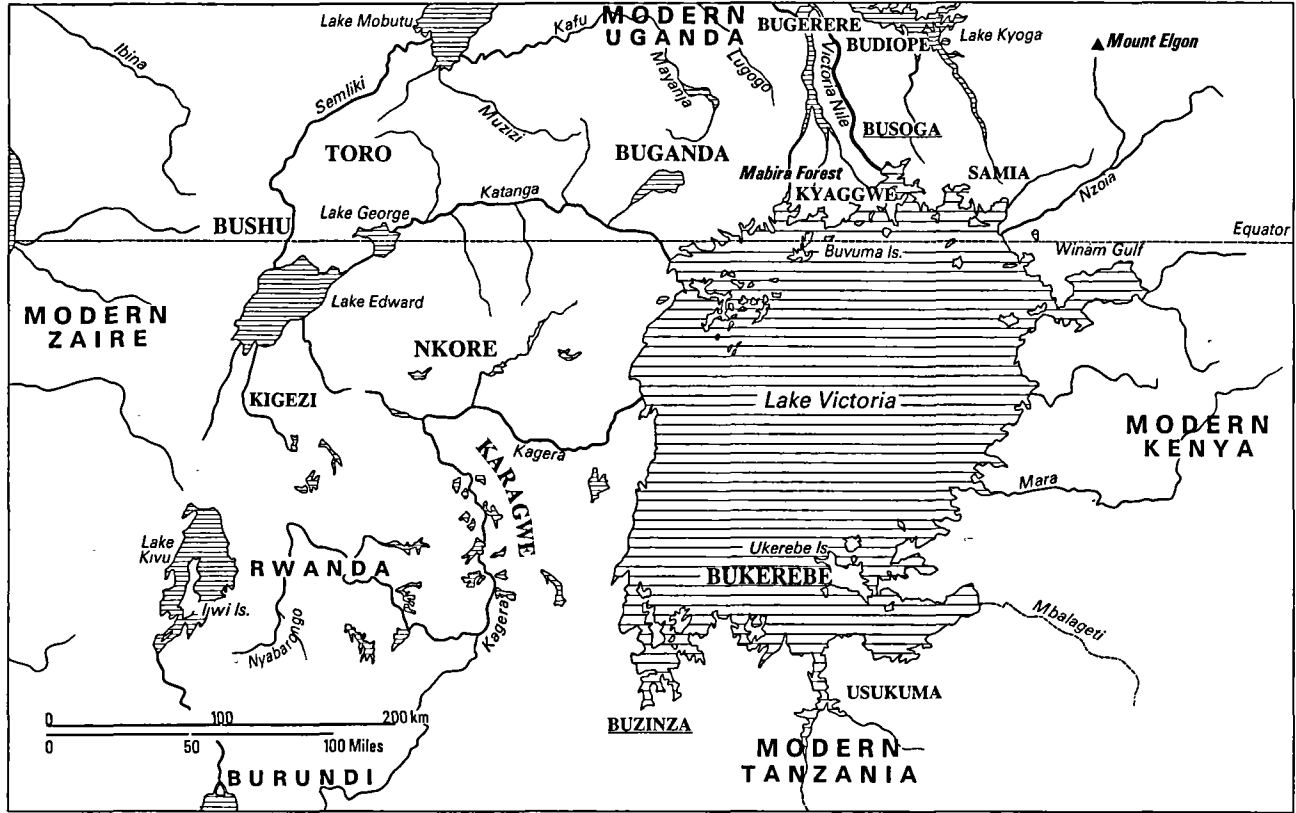 Lake Mobutu
Kafu
MODERN
UGANDA
BUGERERE
BUDIOPE
Lake Kyoga
Mount Elgon
Ibina
Semliki
Mayanja
Lugogo
Victoria Nile
Muzizi
BUSOGA
TORO
BUGANDA
Mabira Forest
KYAGGWE
SAMIA
Nzoia
Katanga
Lake George
BUSHU
Equator
Buvuma Is.
Winam Gulf
Lake Edward
MODERN
ZAIRE
NKORE
KIGEZI
Lake Victoria
MODERN
KENYA
Kagera
KARAGWE
Mara
Lake
Kivu
Ukerebe Is.
RWANDA
BUKEREBE
Ijwi Is.
Kagera
Mbalageti
Nyabarongo
USUKUMA
BUZINZA
0 100 200 km
0 50 100 Miles
MODERN
TANZANIA
BURUNDI